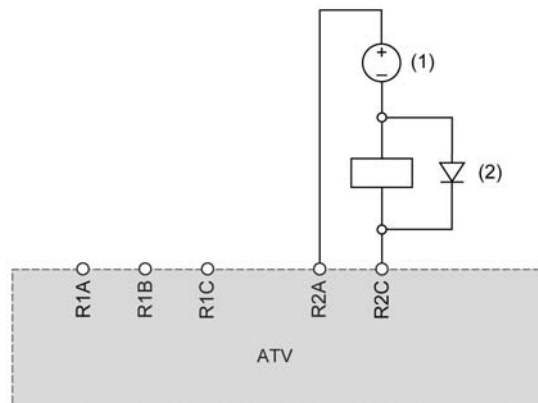 +
(1)
−
(2)
R1A
R1B
R1C
R2A
R2C
ATV